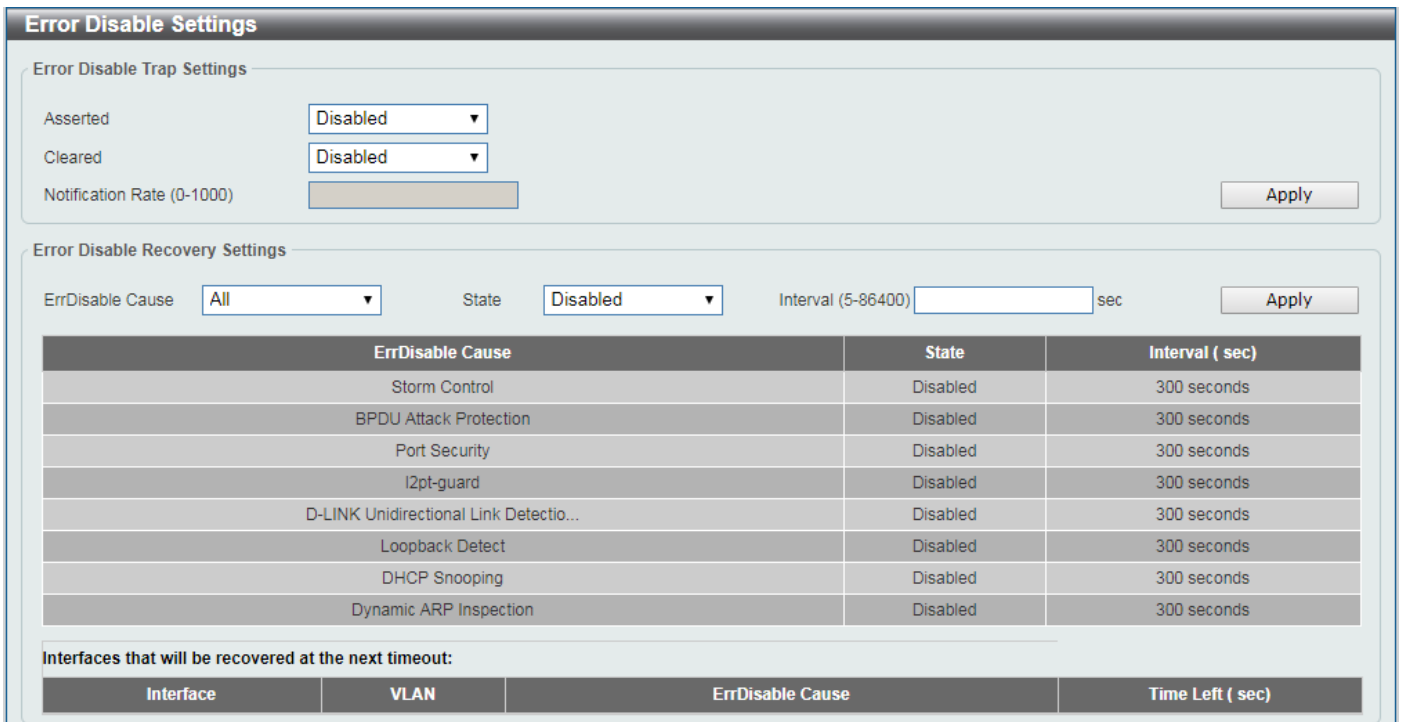 Error Disable Settings
Error Disable Trap Settings
Asserted Disabled
Cleared Disabled
Notification Rate (0-1000) Apply
Error Disable Recovery Settings
ErrDisable Cause All State Disabled Interval (5-86400) sec Apply
ErrDisable Cause State Interval ( sec)
Storm Control Disabled 300 seconds
BPDU Attack Protection Disabled 300 seconds
Port Security Disabled 300 seconds
l2pt-guard Disabled 300 seconds
D-LINK Unidirectional Link Detectio... Disabled 300 seconds
Loopback Detect Disabled 300 seconds
DHCP Snooping Disabled 300 seconds
Dynamic ARP Inspection Disabled 300 seconds
Interfaces that will be recovered at the next timeout:
Interface VLAN ErrDisable Cause Time Left ( sec)